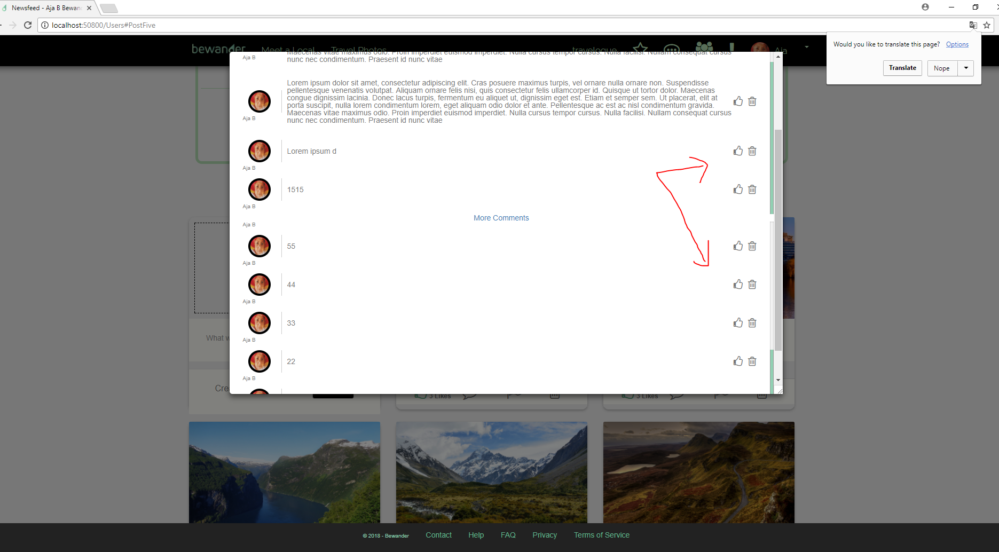 Newsfeed - Aja B Bewan
localhost:50800/Users#PostFive
Would you like to translate this page? Options
Translate
Nope
bewander
Meet a Local
Travel Photos
travelogue
Aja
Maecenas vitae maximus odio. Proin imperdiet euismod imperdiet. Nulla cursus tempor cursus. Nulla facilisi. Nullam consequat cursus
nunc nec condimentum. Praesent id nunc vitae
Aja B
Lorem ipsum dolor sit amet, consectetur adipiscing elit. Cras posuere maximus turpis, vel ornare nulla ornare non. Suspendisse
pellentesque venenatis volutpat. Aliquam ornare felis nisi, quis consectetur felis ullamcorper id. Quisque ut tortor dolor. Maecenas
congue dignissim lacinia. Donec lacus turpis, fermentum eu aliquet ut, dignissim eget est. Etiam et semper sem. Ut placerat, elit at
porta suscipit, nulla lorem condimentum lorem, eget aliquam odio dolor et ante. Pellentesque ac est ac nisl condimentum gravida.
Maecenas vitae maximus odio. Proin imperdiet euismod imperdiet. Nulla cursus tempor cursus. Nulla facilisi. Nullam consequat cursus
nunc nec condimentum. Praesent id nunc vitae
Aja B
Lorem ipsum d
Aja B
1515
Aja B
More Comments
Aja B
55
Aja B
44
Aja B
33
Aja B
22
Aja B
What w
Cre
3 Likes
3 Likes
© 2018 - Bewander
Contact
Help
FAQ
Privacy
Terms of Service